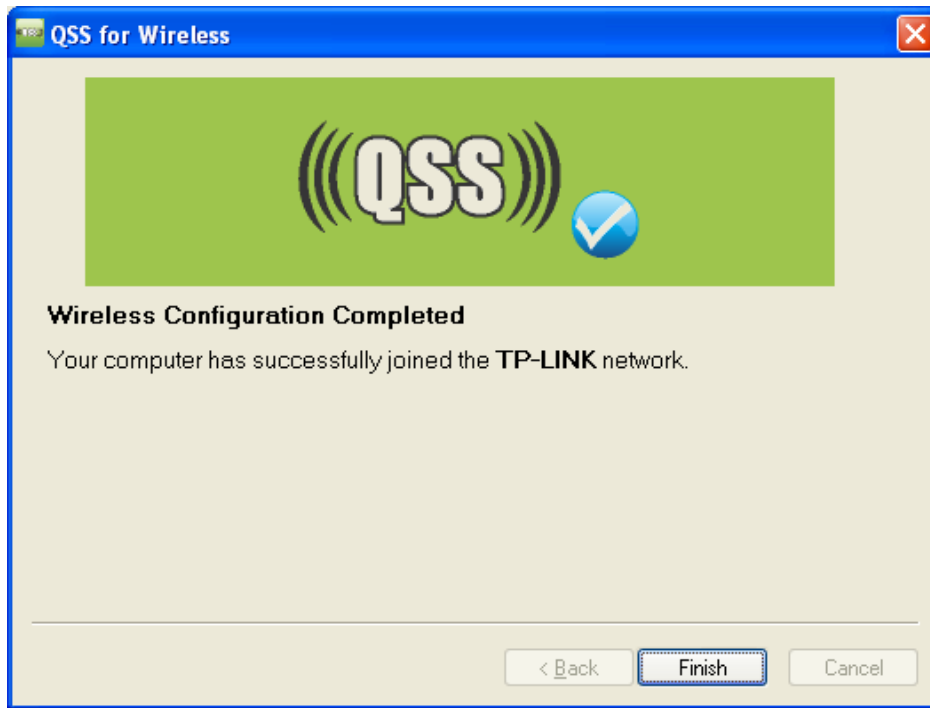 QSS for Wireless
(((QSS)))
Wireless Configuration Completed
Your computer has successfully joined the TP-LINK network.
< Back
Finish
Cancel